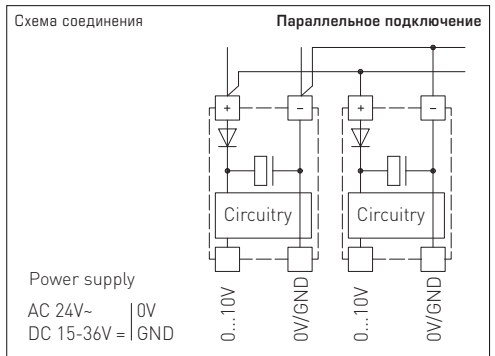 Схема соединения
Параллельное подключение
+ − + −
Circuitry Circuitry
Power supply
AC 24V~ 0V
DC 15-36V = GND
0...10V
0V/GND
0...10V
0V/GND